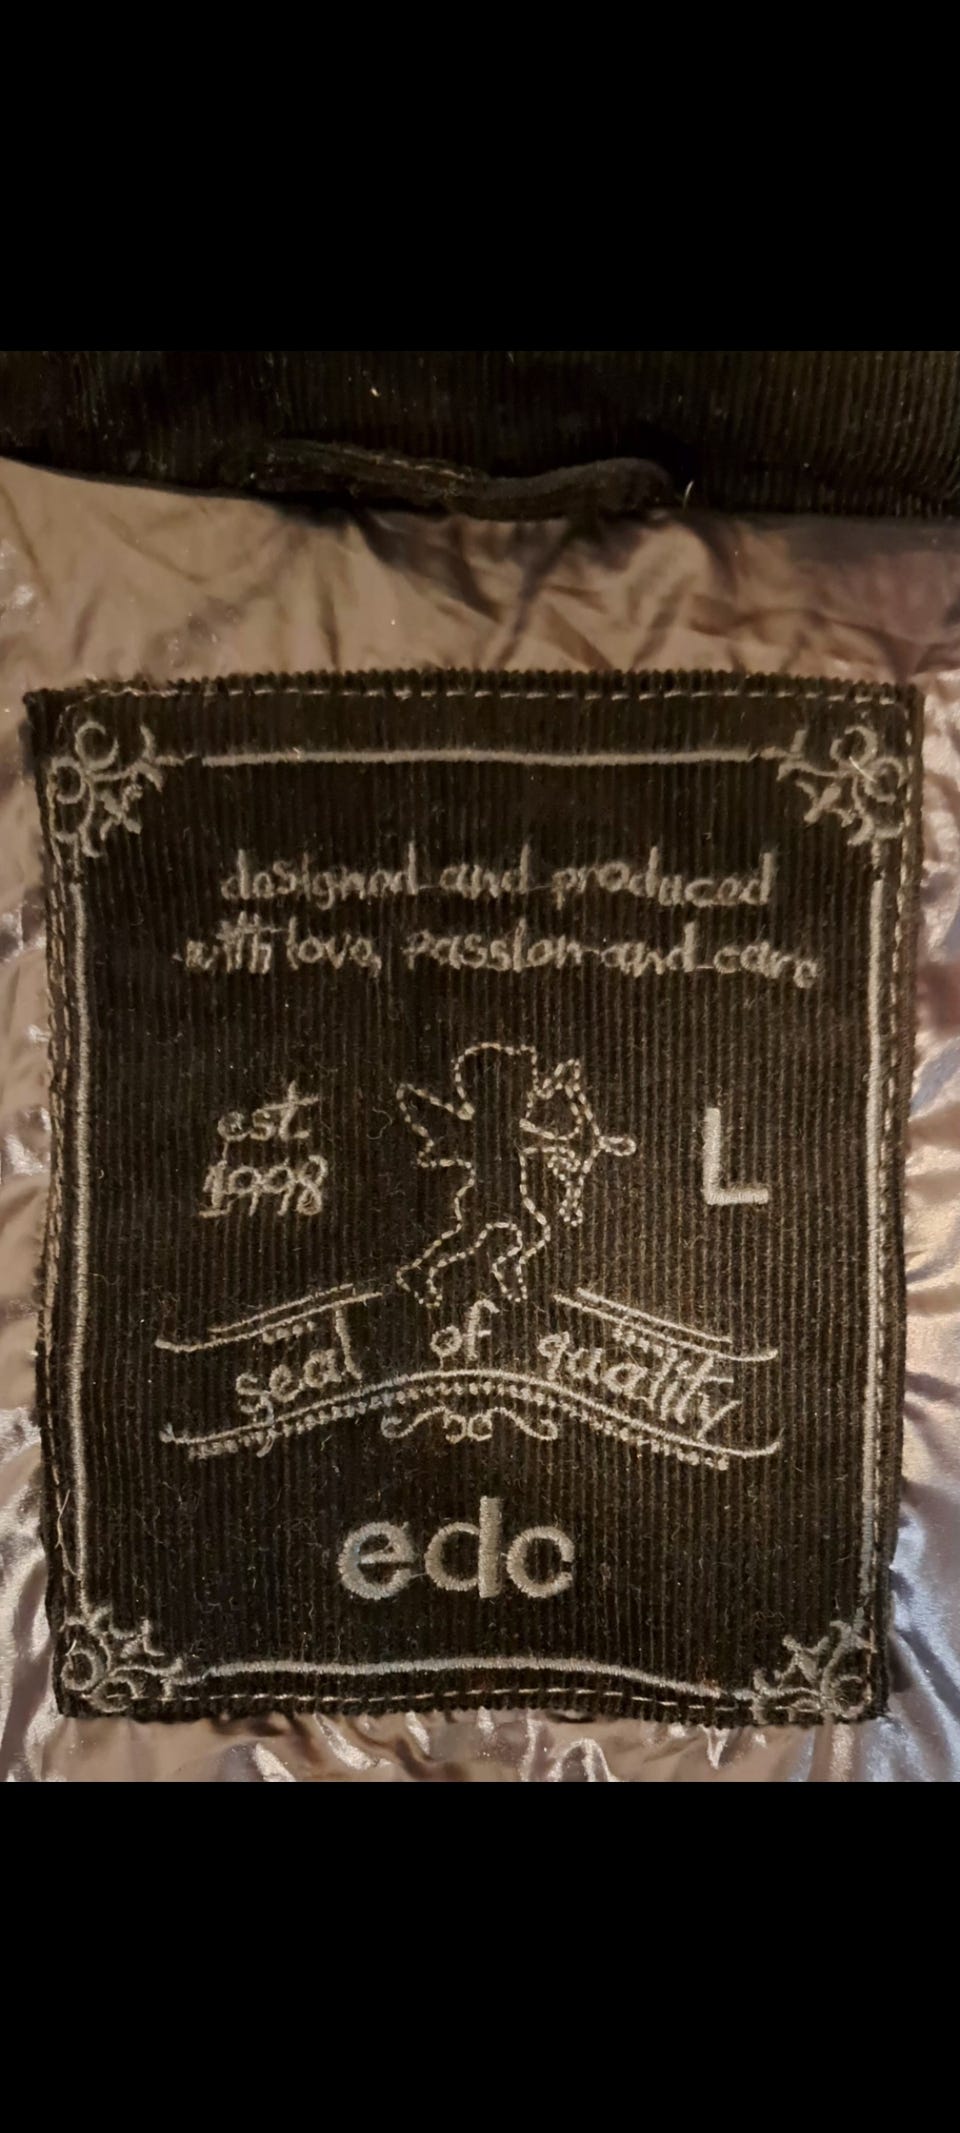 designed and produced
with love, passion and care
est
1998
L
seal of quality
edc